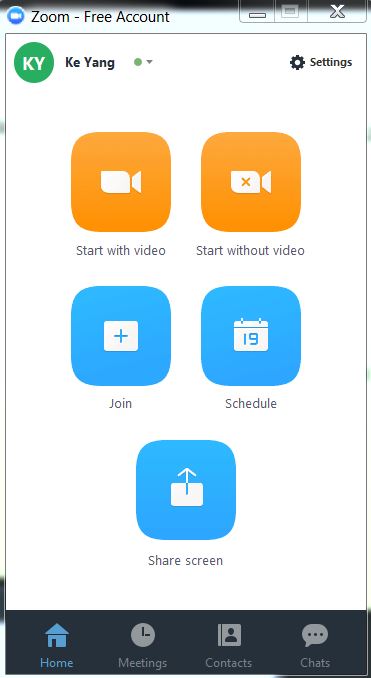 Zoom - Free Account
KY Ke Yang Settings
Start with video Start without video
19
Join Schedule
Share screen
Home Meetings Contacts Chats